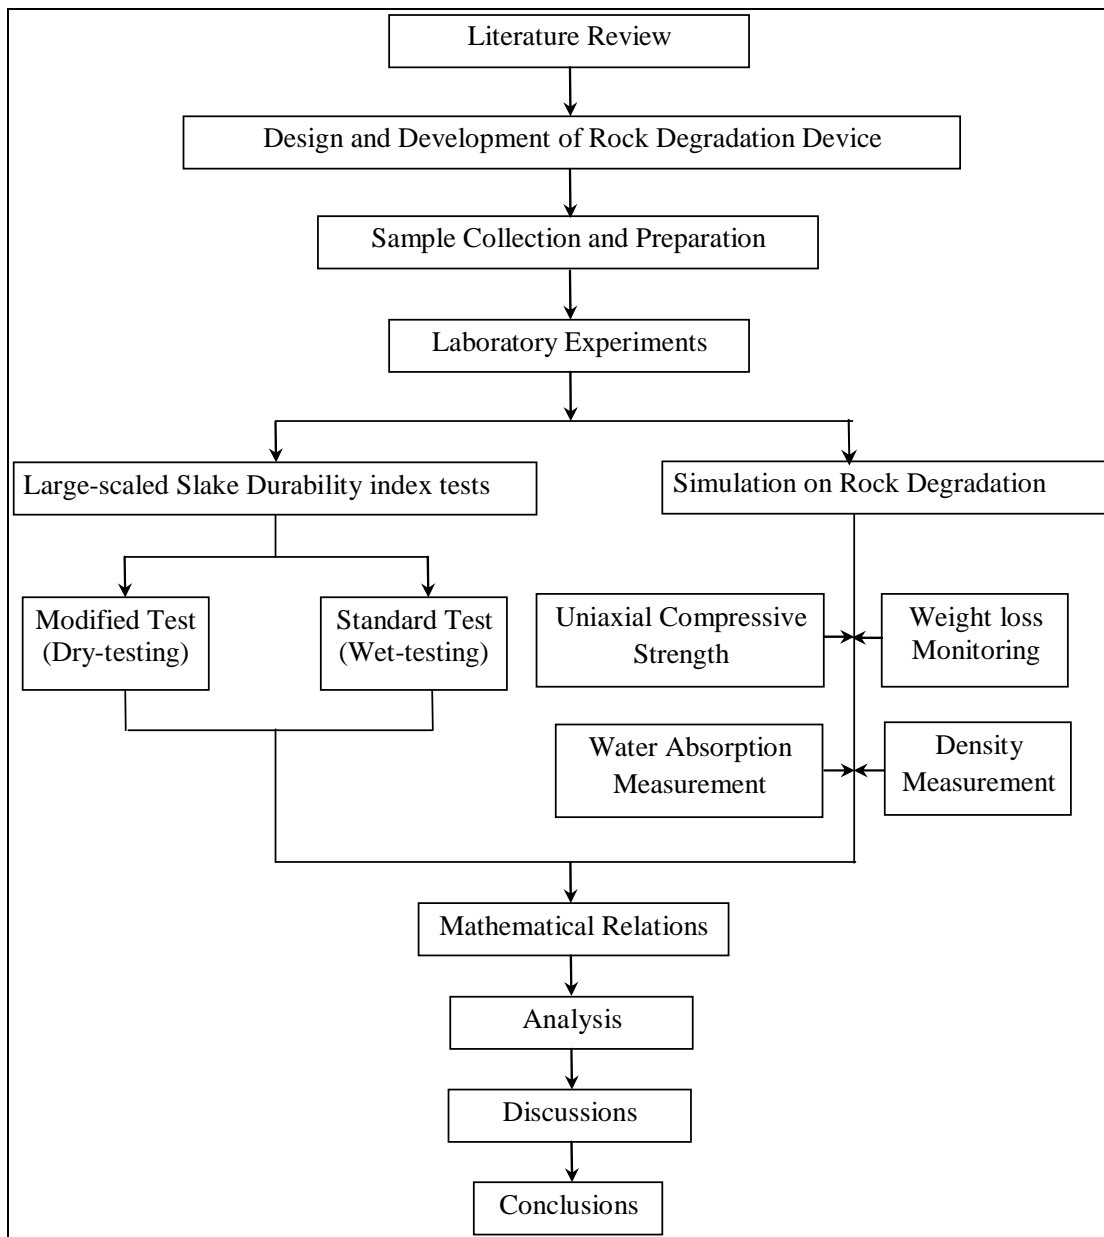 Literature Review
Design and Development of Rock Degradation Device
Sample Collection and Preparation
Laboratory Experiments
Large-scaled Slake Durability index tests
Simulation on Rock Degradation
Modified Test
(Dry-testing)
Standard Test
(Wet-testing)
Uniaxial Compressive
Strength
Weight loss
Monitoring
Water Absorption
Measurement
Density
Measurement
Mathematical Relations
Analysis
Discussions
Conclusions